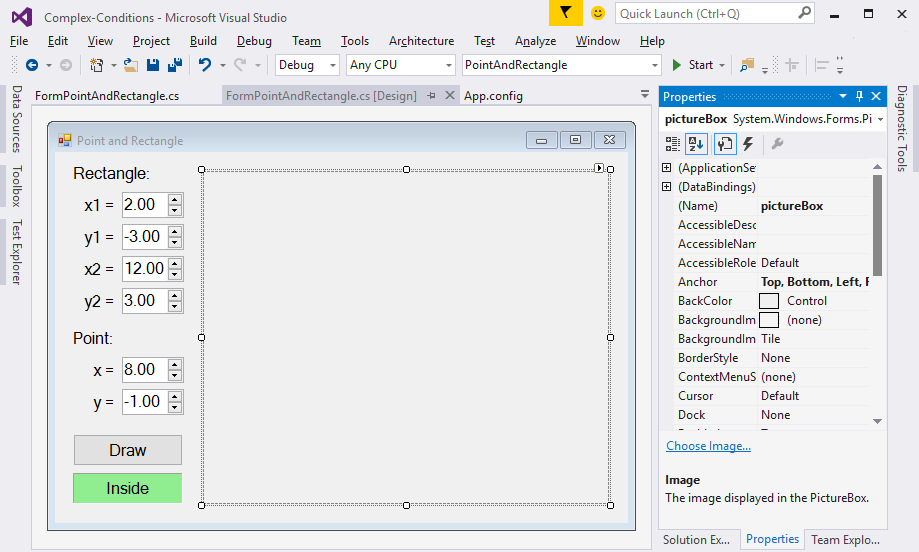 Complex-Conditions - Microsoft Visual Studio
Quick Launch (Ctrl+Q)
File Edit View Project Build Debug Team Tools Architecture Test Analyze Window Help
Debug Any CPU PointAndRectangle Start
Data Sources
Toolbox
Test Explorer
FormPointAndRectangle.cs FormPointAndRectangle.cs [Design] App.config
Point and Rectangle
Rectangle:
x1 = 2.00
y1 = -3.00
x2 = 12.00
y2 = 3.00
Point:
x = 8.00
y = -1.00
Draw
Inside
Properties
pictureBox System.Windows.Forms.Pi
(ApplicationSet
(DataBindings)
(Name) pictureBox
AccessibleDesc
AccessibleNam
AccessibleRole Default
Anchor Top, Bottom, Left, R
BackColor Control
BackgroundIm (none)
BackgroundIm Tile
BorderStyle None
ContextMenuS (none)
Cursor Default
Dock None
Choose Image...
Image
The image displayed in the PictureBox.
Solution Ex... Properties Team Explo...
Diagnostic Tools